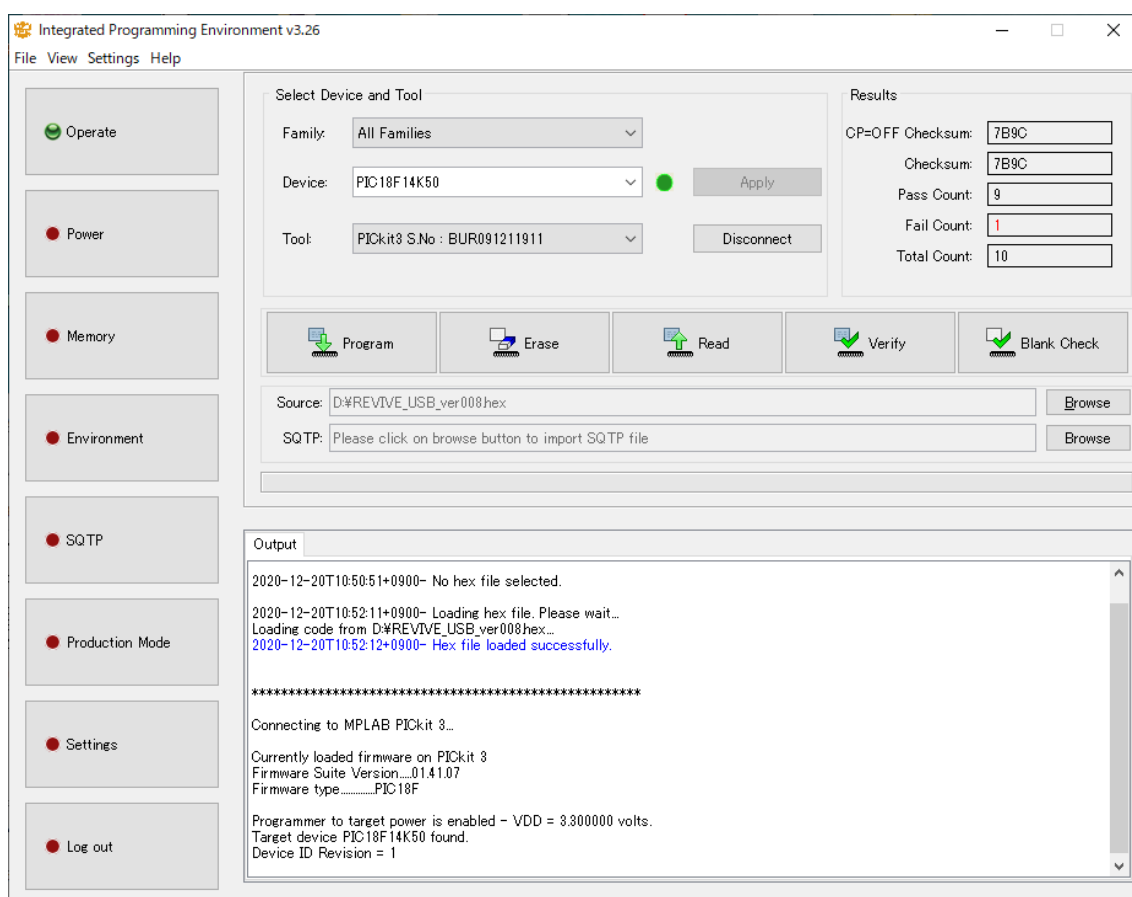 Integrated Programming Environment v3.26
File View Settings Help
Operate
Power
Memory
Environment
SQTP
Production Mode
Settings
Log out
Select Device and Tool
Family: All Families
Device: PIC18F14K50 Apply
Tool: PICkit3 S.No : BUR091211911 Disconnect
Results
CP=OFF Checksum: 7B9C
Checksum: 7B9C
Pass Count: 9
Fail Count: 1
Total Count: 10
Program Erase Read Verify Blank Check
Source: D:¥REVIVE_USB_ver008.hex Browse
SQTP: Please click on browse button to import SQTP file Browse
Output
2020-12-20T10:50:51+0900- No hex file selected.
2020-12-20T10:52:11+0900- Loading hex file. Please wait...
Loading code from D:¥REVIVE_USB_ver008.hex...
2020-12-20T10:52:12+0900- Hex file loaded successfully.
*****************************************************
Connecting to MPLAB PICkit 3...
Currently loaded firmware on PICkit 3
Firmware Suite Version.....01.41.07
Firmware type..............PIC18F
Programmer to target power is enabled - VDD = 3.300000 volts.
Target device PIC18F14K50 found.
Device ID Revision = 1